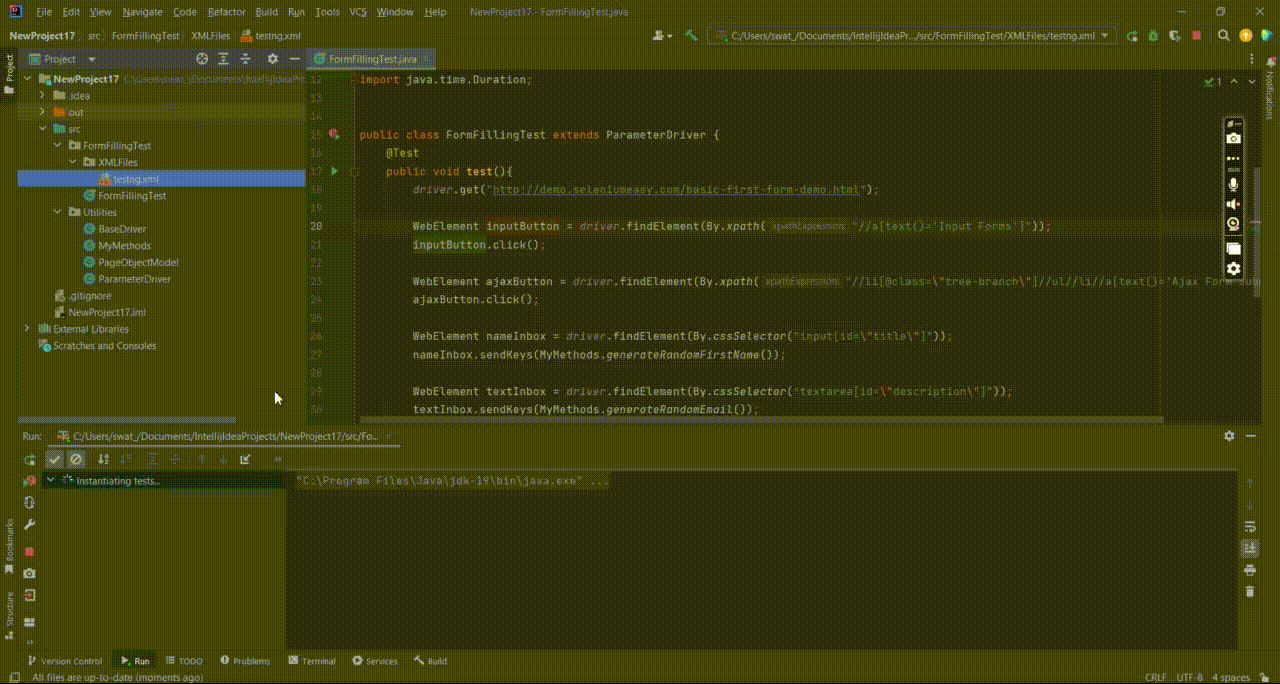 File Edit View Navigate Code Refactor Build Run Tools VCS Window Help NewProject17 - FormFillingTest.java
NewProject17 src FormFillingTest XMLFiles testng.xml C:/Users/swat_/Documents/IntellijIdeaPr.../src/FormFillingTest/XMLFiles/testng.xml
Project
Project
FormFillingTest.java
Notifications
NewProject17
.idea
out
src
FormFillingTest
XMLFiles
testng.xml
FormFillingTest
Utilities
BaseDriver
MyMethods
PageObjectModel
ParameterDriver
.gitignore
NewProject17.iml
External Libraries
Scratches and Consoles
1
12 import java.time.Duration;
13
14
15 public class FormFillingTest extends ParameterDriver {
16 @Test
17 public void test(){
18 driver.get("http://demo.seleniumeasy.com/basic-first-form-demo.html");
19
20 WebElement inputButton = driver.findElement(By.xpath( xpathExpression: "//a[text()='Input Forms']"));
21 inputButton.click();
22
23 WebElement ajaxButton = driver.findElement(By.xpath( xpathExpression: "//li[@class=\"tree-branch\"]//ul//li//a[text()='Ajax Form Sub
24 ajaxButton.click();
25
26 WebElement nameInbox = driver.findElement(By.cssSelector("input[id=\"title\"]"));
27 nameInbox.sendKeys(MyMethods.generateRandomFirstName());
28
29 WebElement textInbox = driver.findElement(By.cssSelector("textarea[id=\"description\"]"));
30 textInbox.sendKeys(MyMethods.generateRandomEmail());
Run: C:/Users/swat_/Documents/IntellijIdeaProjects/NewProject17/src/Fo...
Instantiating tests...
"C:\Program Files\Java\jdk-19\bin\java.exe" ...
Bookmarks
Structure
Version Control Run TODO Problems Terminal Services Build
All files are up-to-date (moments ago) CRLF UTF-8 4 spaces